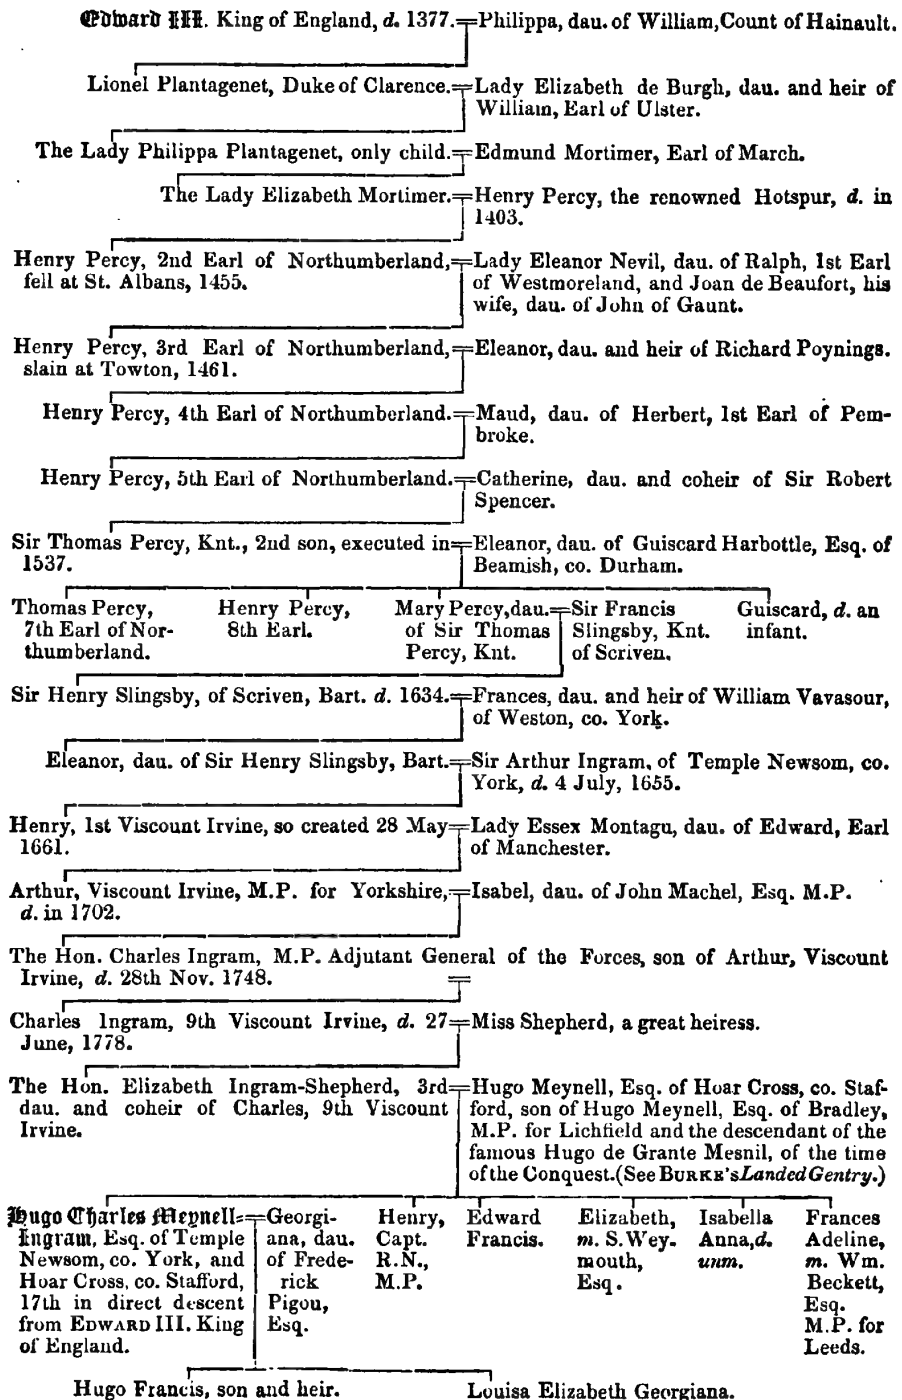 Edward III. King of England, d. 1377.=Philippa, dau. of William, Count of Hainault.
Lionel Plantagenet, Duke of Clarence.=Lady Elizabeth de Burgh, dau. and heir of
William, Earl of Ulster.
The Lady Philippa Plantagenet, only child.=Edmund Mortimer, Earl of March.
The Lady Elizabeth Mortimer.=Henry Percy, the renowned Hotspur, d. in
1403.
Henry Percy, 2nd Earl of Northumberland,=Lady Eleanor Nevil, dau. of Ralph, 1st Earl
fell at St. Albans, 1455.
of Westmoreland, and Joan de Beaufort, his
wife, dau. of John of Gaunt.
Henry Percy, 3rd Earl of Northumberland,=Eleanor, dau. and heir of Richard Poynings.
slain at Towton, 1461.
Henry Percy, 4th Earl of Northumberland.=Maud, dau. of Herbert, 1st Earl of Pem-
broke.
Henry Percy, 5th Earl of Northumberland.=Catherine, dau. and coheir of Sir Robert
Spencer.
Sir Thomas Percy, Knt., 2nd son, executed in=Eleanor, dau. of Guiscard Harbottle, Esq. of
1537.
Beamish, co. Durham.
Thomas Percy,
7th Earl of Nor-
thumberland.
Henry Percy,
8th Earl.
Mary Percy, dau.=Sir Francis
of Sir Thomas
Percy, Knt.
Slingsby, Knt.
of Scriven.
Guiscard, d. an
infant.
Sir Henry Slingsby, of Scriven, Bart. d. 1634.=Frances, dau. and heir of William Vavasour,
of Weston, co. York.
Eleanor, dau. of Sir Henry Slingsby, Bart.=Sir Arthur Ingram, of Temple Newsom, co.
York, d. 4 July, 1655.
Henry, 1st Viscount Irvine, so created 28 May=Lady Essex Montagu, dau. of Edward, Earl
1661.
of Manchester.
Arthur, Viscount Irvine, M.P. for Yorkshire,=Isabel, dau. of John Machel, Esq. M.P.
d. in 1702.
The Hon. Charles Ingram, M.P. Adjutant General of the Forces, son of Arthur, Viscount
Irvine, d. 28th Nov. 1748. =
Charles Ingram, 9th Viscount Irvine, d. 27=Miss Shepherd, a great heiress.
June, 1778.
The Hon. Elizabeth Ingram-Shepherd, 3rd=Hugo Meynell, Esq. of Hoar Cross, co. Staf-
dau. and coheir of Charles, 9th Viscount
Irvine.
ford, son of Hugo Meynell, Esq. of Bradley,
M.P. for Lichfield and the descendant of the
famous Hugo de Grante Mesnil, of the time
of the Conquest.(See BURKE'S Landed Gentry.)
Hugo Charles Meynell-=Georgi-
Ingram, Esq. of Temple
Newsom, co. York, and
Hoar Cross, co. Stafford,
17th in direct descent
from EDWARD III. King
of England.
ana, dau.
of Frede-
rick
Pigou,
Esq.
Henry,
Capt.
R.N.,
M.P.
Edward
Francis.
Elizabeth,
m. S. Wey-
mouth,
Esq.
Isabella
Anna, d.
unm.
Frances
Adeline,
m. Wm.
Beckett,
Esq.
M.P. for
Leeds.
Hugo Francis, son and heir.
Louisa Elizabeth Georgiana.